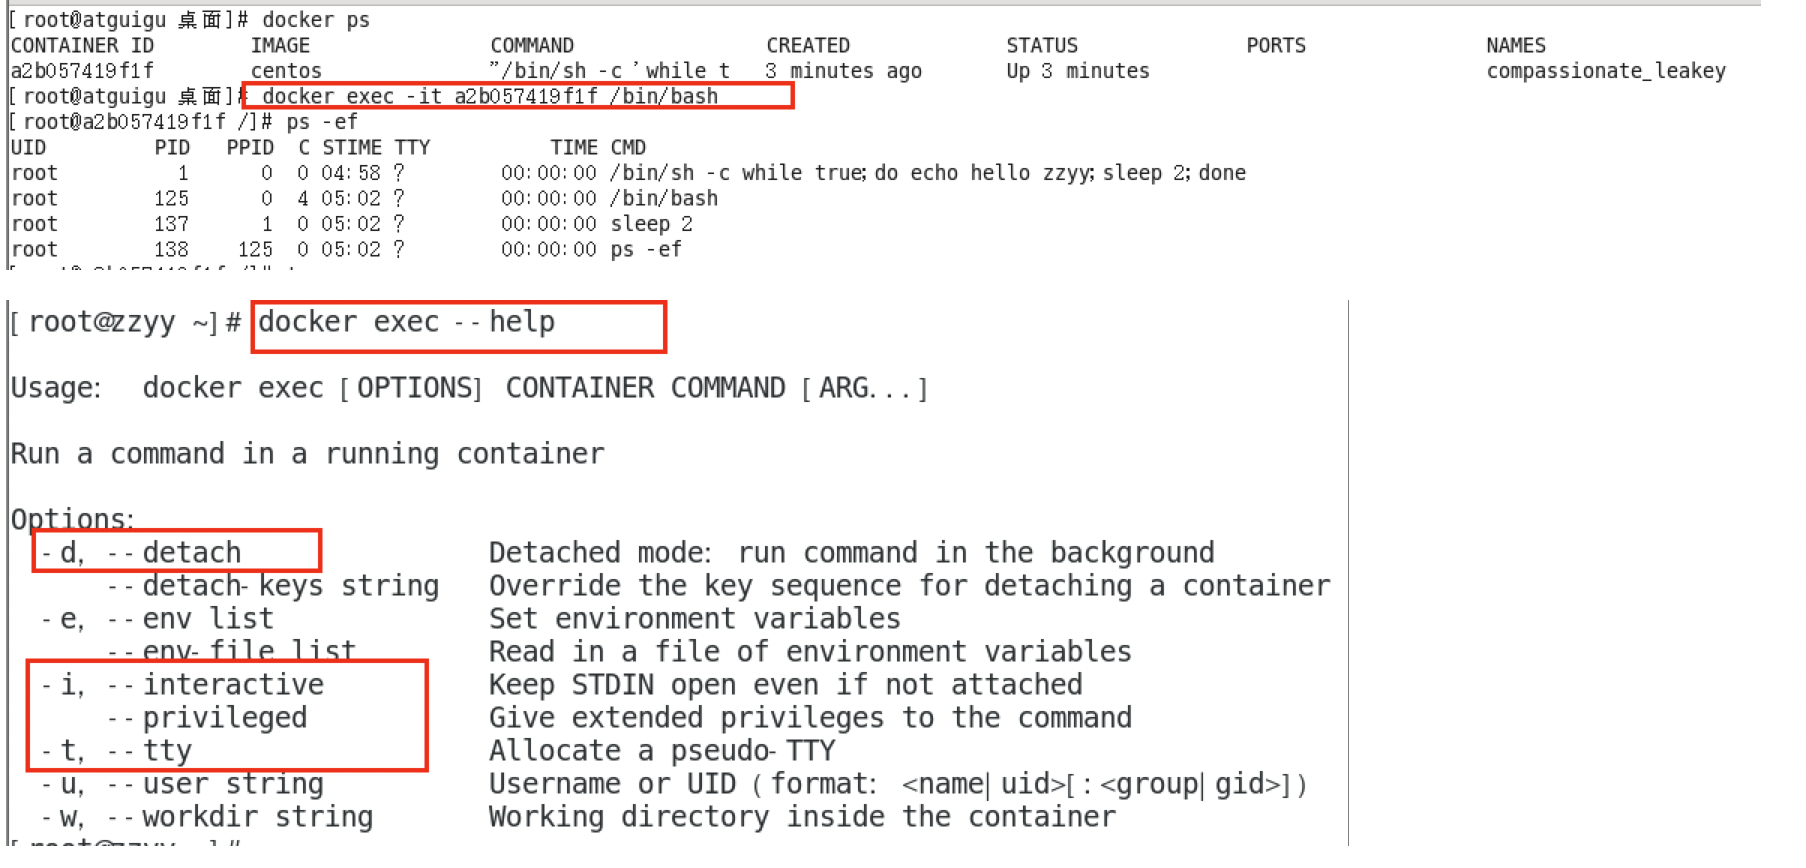 [root@atguigu 桌面]# docker ps
CONTAINER ID        IMAGE               COMMAND                CREATED             STATUS              PORTS               NAMES
a2b057419f1f        centos              "/bin/sh -c 'while t   3 minutes ago       Up 3 minutes                            compassionate_leakey
[root@atguigu 桌面]# docker exec -it a2b057419f1f /bin/bash
[root@a2b057419f1f /]# ps -ef
UID         PID   PPID  C STIME TTY          TIME CMD
root          1      0  0 04:58 ?        00:00:00 /bin/sh -c while true;do echo hello zzyy;sleep 2;done
root        125      0  4 05:02 ?        00:00:00 /bin/bash
root        137      1  0 05:02 ?        00:00:00 sleep 2
root        138    125  0 05:02 ?        00:00:00 ps -ef
[root@zzyy ~]# docker exec --help
Usage:  docker exec [OPTIONS] CONTAINER COMMAND [ARG...]
Run a command in a running container
Options:
  -d, --detach               Detached mode: run command in the background
      --detach-keys string   Override the key sequence for detaching a container
  -e, --env list             Set environment variables
      --env-file list        Read in a file of environment variables
  -i, --interactive          Keep STDIN open even if not attached
      --privileged           Give extended privileges to the command
  -t, --tty                  Allocate a pseudo-TTY
  -u, --user string          Username or UID (format: <name|uid>[:<group|gid>])
  -w, --workdir string       Working directory inside the container